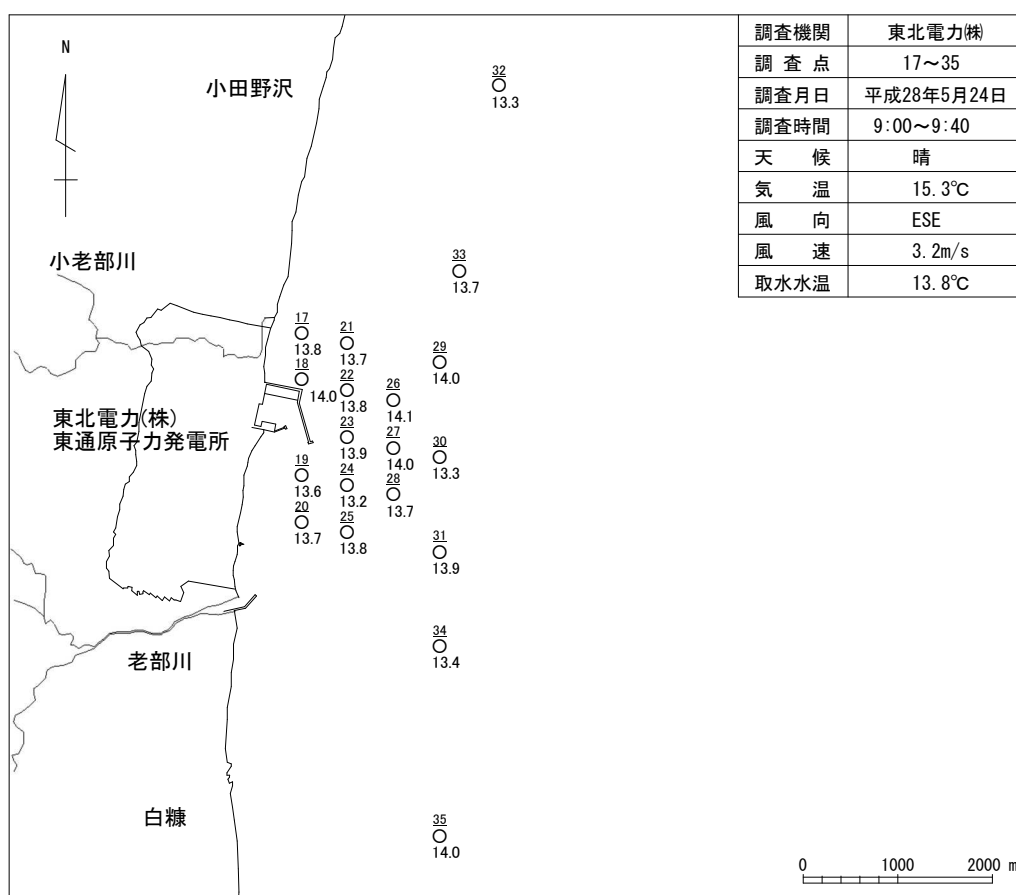 調査機関 東北電力㈱
調査点 17～35
調査月日 平成28年5月24日
調査時間 9:00～9:40
天候 晴
気温 15.3℃
風向 ESE
風速 3.2m/s
取水水温 13.8℃
N
小田野沢
32
13.3
小老部川
33
13.7
17
13.8
21
13.7
29
14.0
18
14.0
22
13.8
26
14.1
東北電力(株)
東通原子力発電所
23
13.9
27
14.0
30
13.3
19
13.6
24
13.2
28
13.7
20
13.7
25
13.8
31
13.9
34
13.4
老部川
白糠
35
14.0
0 1000 2000 m